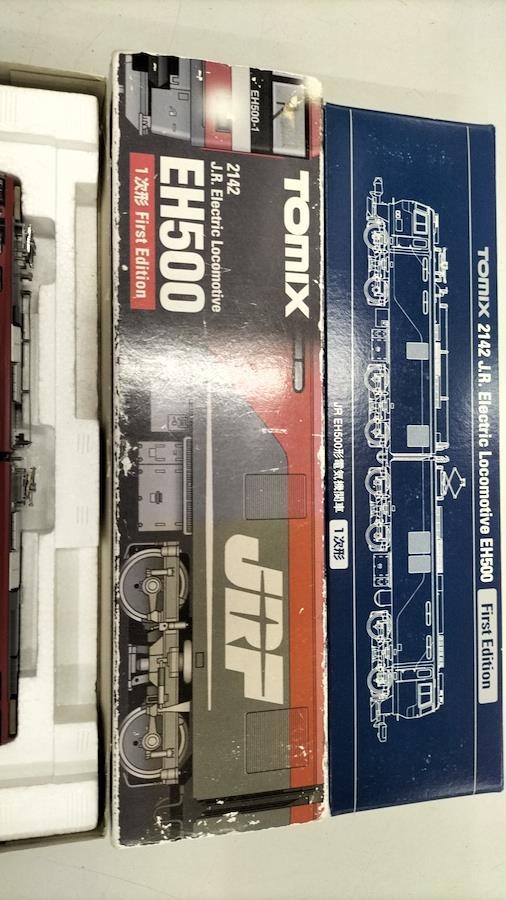 TOMIX
2142
J.R. Electric Locomotive
EH500
1次形 First Edition
EH500-1
JRF
TOMIX 2142 J.R. Electric Locomotive EH500 First Edition
JR EH500形電気機関車 1次形